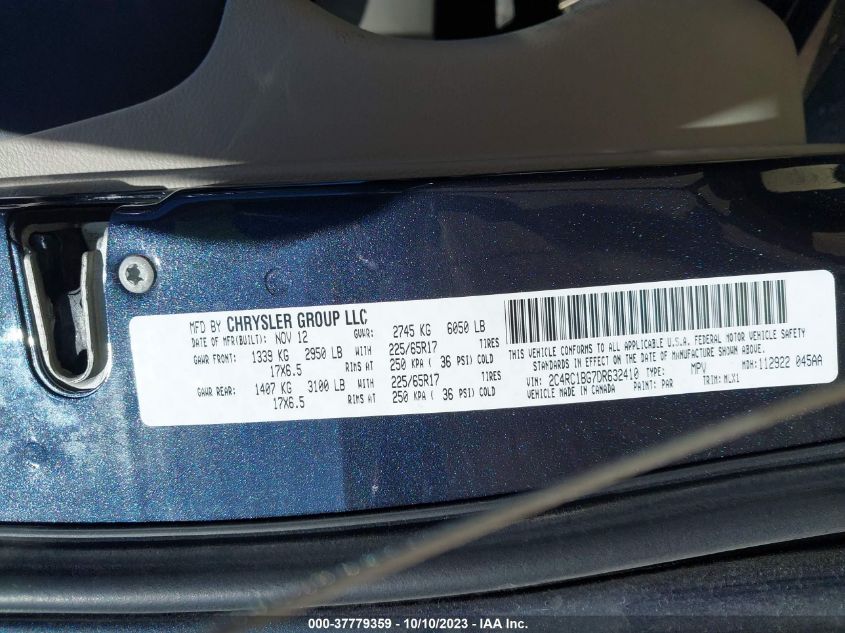 MFD BY CHRYSLER GROUP LLC
DATE OF MFR(BUILT): NOV 12 GVWR: 2745 KG 6050 LB
GAWR FRONT: 1339 KG 2950 LB WITH 225/65R17 TIRES
17X6.5 RIMS AT 250 KPA ( 36 PSI) COLD
GAWR REAR: 1407 KG 3100 LB WITH 225/65R17 TIRES
17X6.5 RIMS AT 250 KPA ( 36 PSI) COLD
THIS VEHICLE CONFORMS TO ALL APPLICABLE U.S.A. FEDERAL MOTOR VEHICLE SAFETY
STANDARDS IN EFFECT ON THE DATE OF MANUFACTURE SHOWN ABOVE.
VIN: 2C4RC1BG7DR632410 TYPE: MPV MDH: 112922 045AA
VEHICLE MADE IN CANADA PAINT: PAR TRIM: MLX1
000-37779359 - 10/10/2023 - IAA Inc.